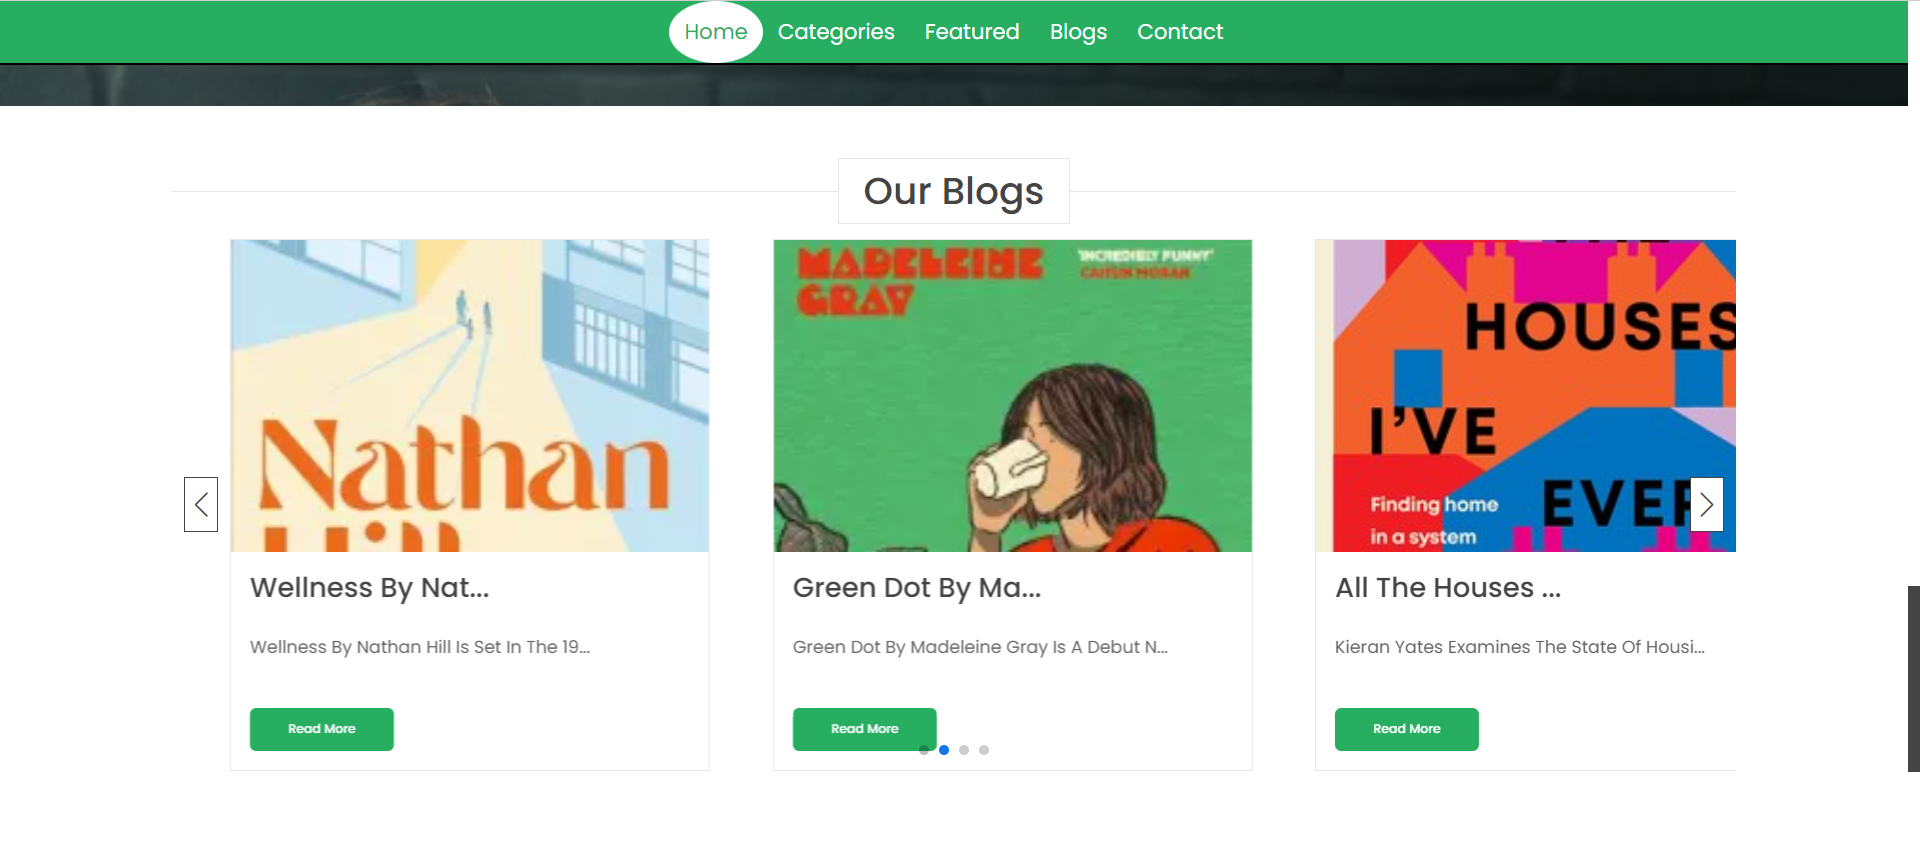 Home Categories Featured Blogs Contact
Our Blogs
MADELEINE
GRAY
'INCREDIBLY FUNNY'
CAITLIN MORAN
Nathan
Hill
HOUSES
I'VE
EVER
Finding home
in a system
Wellness By Nat...
Wellness By Nathan Hill Is Set In The 19...
Read More
Green Dot By Ma...
Green Dot By Madeleine Gray Is A Debut N...
Read More
All The Houses ...
Kieran Yates Examines The State Of Housi...
Read More